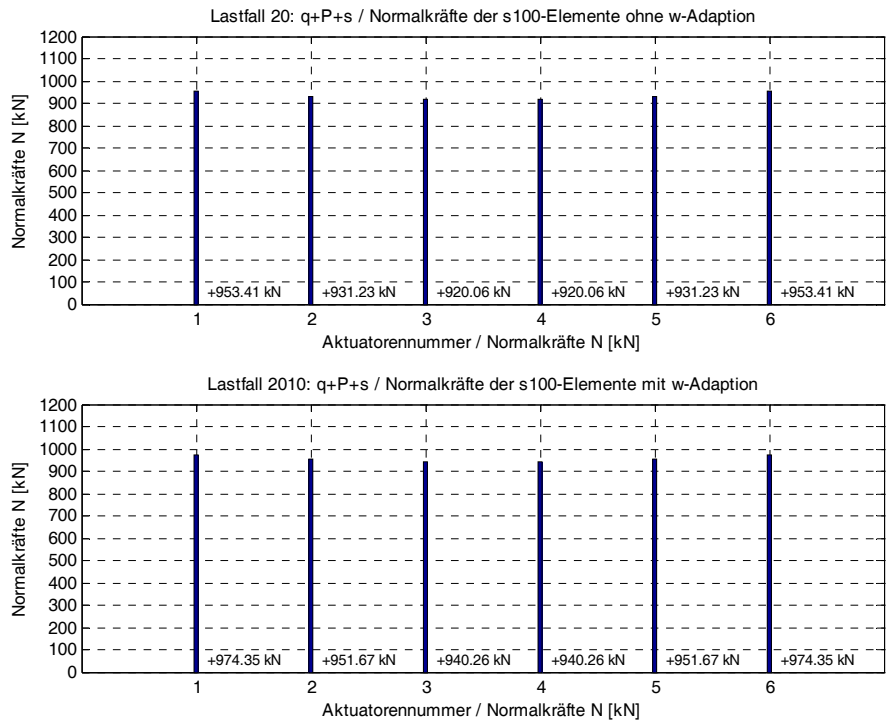 Lastfall 20: q+P+s / Normalkräfte der s100-Elemente ohne w-Adaption
Normalkräfte N [kN]
1200
1100
1000
900
800
700
600
500
400
300
200
100
0
+953.41 kN +931.23 kN +920.06 kN +920.06 kN +931.23 kN +953.41 kN
1 2 3 4 5 6
Aktuatorennummer / Normalkräfte N [kN]
Lastfall 2010: q+P+s / Normalkräfte der s100-Elemente mit w-Adaption
Normalkräfte N [kN]
1200
1100
1000
900
800
700
600
500
400
300
200
100
0
+974.35 kN +951.67 kN +940.26 kN +940.26 kN +951.67 kN +974.35 kN
1 2 3 4 5 6
Aktuatorennummer / Normalkräfte N [kN]